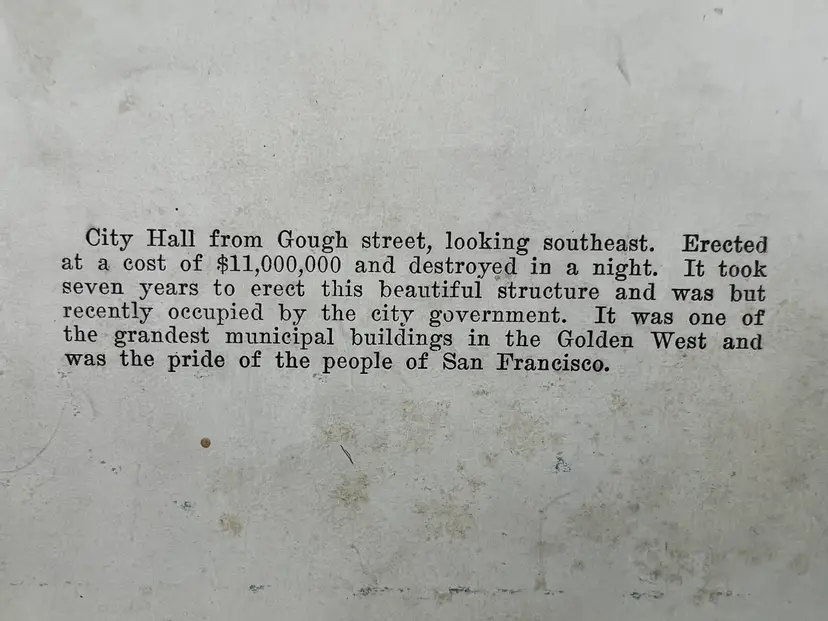 City Hall from Gough street, looking southeast. Erected
at a cost of $11,000,000 and destroyed in a night. It took
seven years to erect this beautiful structure and was but
recently occupied by the city government. It was one of
the grandest municipal buildings in the Golden West and
was the pride of the people of San Francisco.